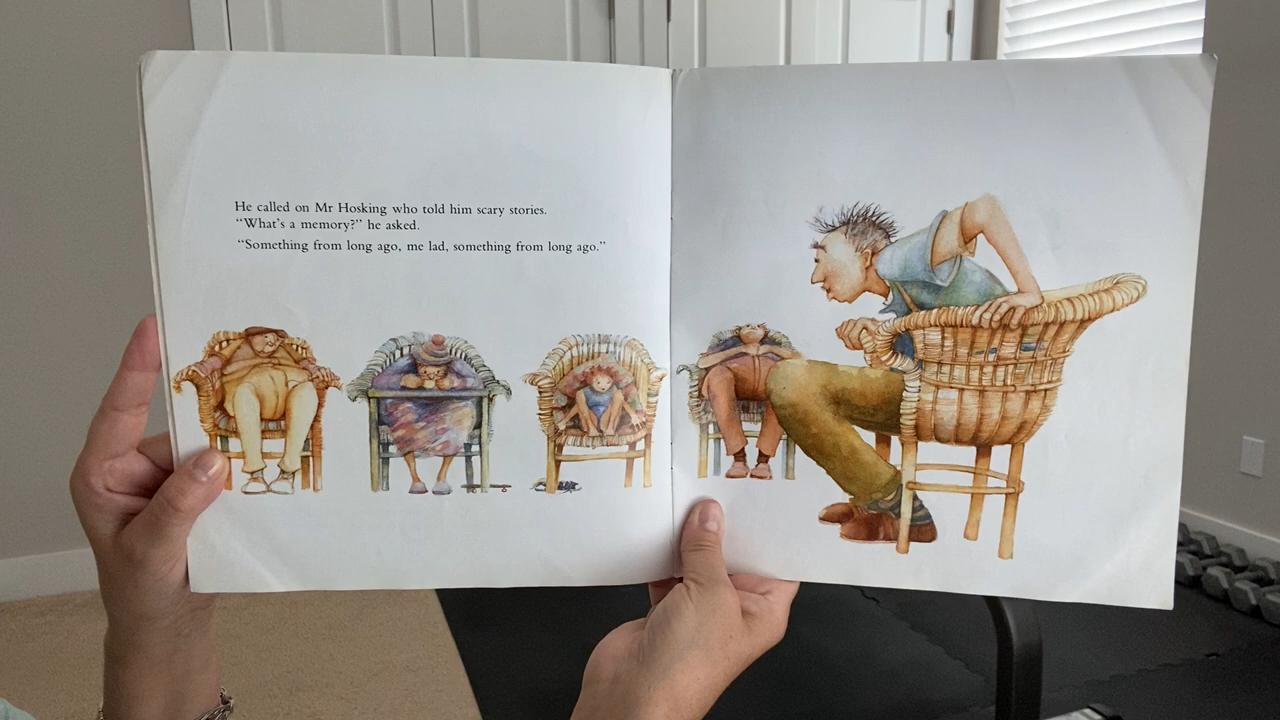 He called on Mr Hosking who told him scary stories.
“What’s a memory?” he asked.
“Something from long ago, me lad, something from long ago.”